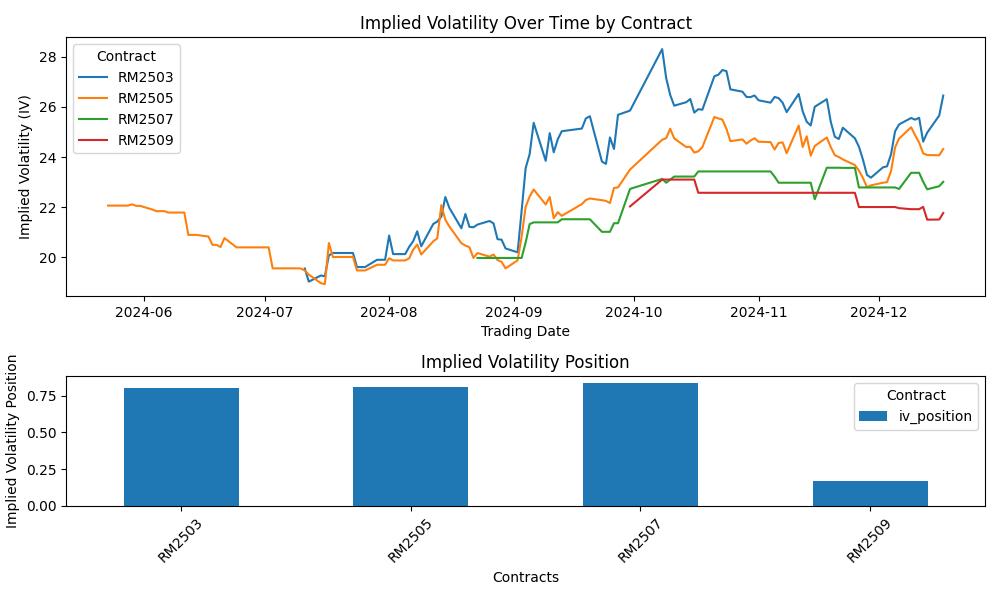 Implied Volatility Over Time by Contract
Implied Volatility (IV)
28
26
24
22
20
Contract
RM2503
RM2505
RM2507
RM2509
2024-06
2024-07
2024-08
2024-09
2024-10
2024-11
2024-12
Trading Date
Implied Volatility Position
Implied Volatility Position
0.75
0.50
0.25
0.00
Contract
iv_position
RM2503
RM2505
RM2507
RM2509
Contracts